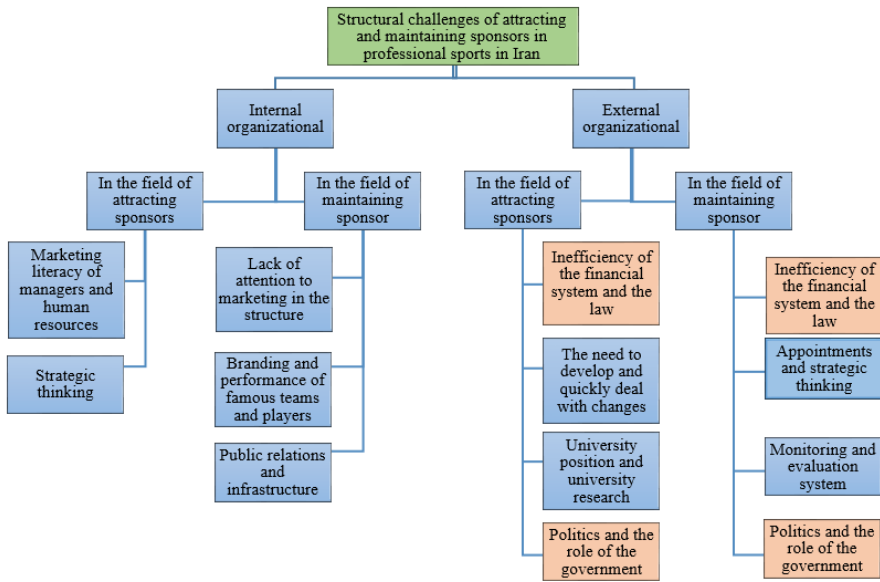 Structural challenges of attracting
and maintaining sponsors in
professional sports in Iran
Internal
organizational
External
organizational
In the field of
attracting
sponsors
In the field of
maintaining
sponsor
In the field of
attracting
sponsors
In the field of
maintaining
sponsor
Marketing
literacy of
managers and
human
resources
Strategic
thinking
Lack of
attention to
marketing in the
structure
Branding and
performance of
famous teams
and players
Public relations
and
infrastructure
Inefficiency of
the financial
system and the
law
The need to
develop and
quickly deal
with changes
University
position and
university
research
Politics and the
role of the
government
Inefficiency of
the financial
system and the
law
Appointments
and strategic
thinking
Monitoring and
evaluation
system
Politics and the
role of the
government